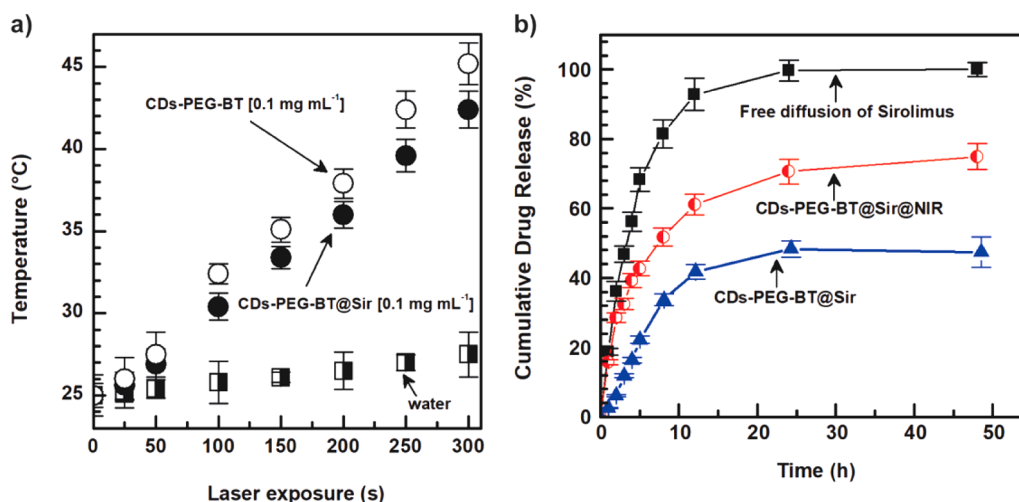 a)
Temperature (°C)
45
40
35
30
25
CDs-PEG-BT [0.1 mg mL⁻¹]
CDs-PEG-BT@Sir [0.1 mg mL⁻¹]
water
0 50 100 150 200 250 300
Laser exposure (s)
b)
Cumulative Drug Release (%)
100
80
60
40
20
0
Free diffusion of Sirolimus
CDs-PEG-BT@Sir@NIR
CDs-PEG-BT@Sir
0 10 20 30 40 50
Time (h)